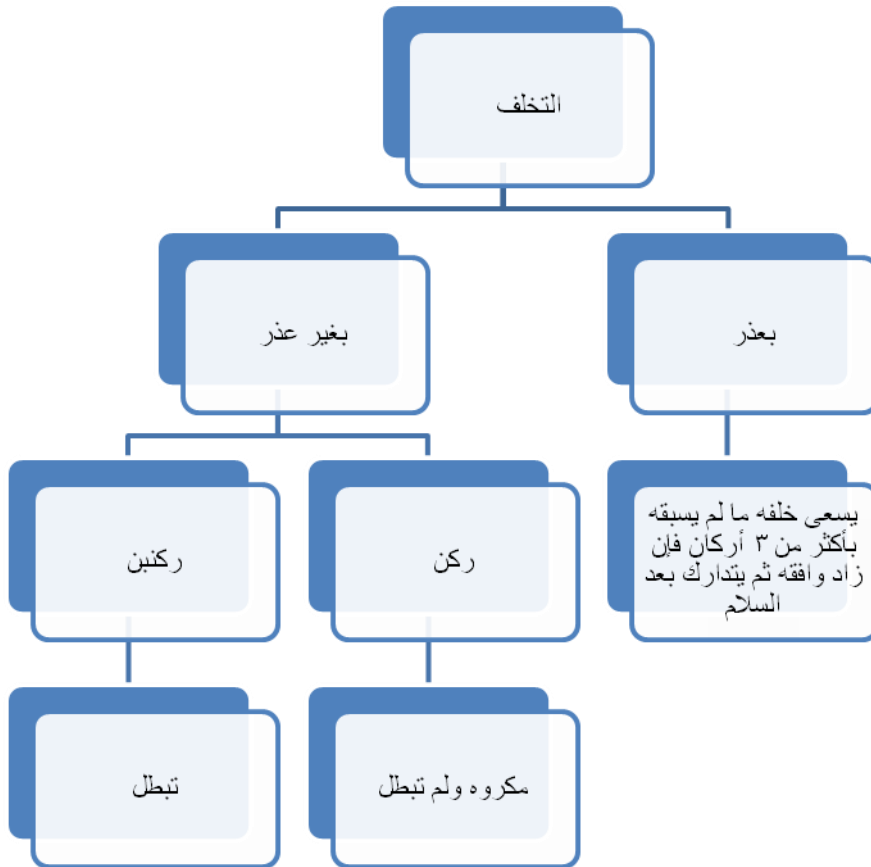 التخلف
بعذر
بغير عذر
يسعى خلفه ما لم يسبقه
بأكثر من ٣ أركان فإن
زاد وافقه ثم يتدارك بعد
السلام
ركن
ركنبن
مكروه ولم تبطل
تبطل